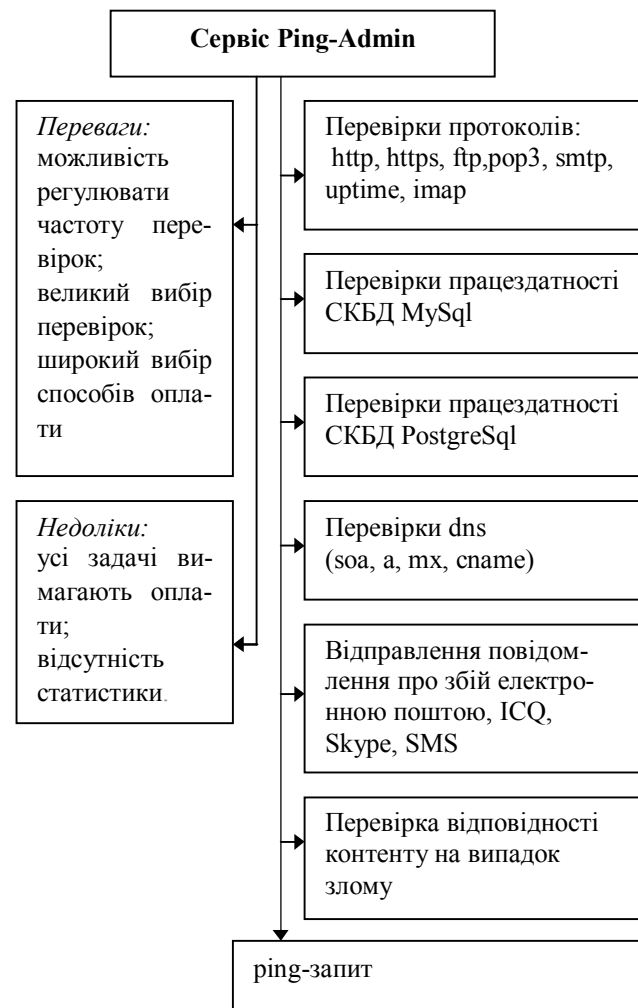 Сервіс Ping-Admin
Переваги:
можливість
регулювати
частоту пере-
вірок;
великий вибір
перевірок;
широкий вибір
способів опла-
ти
Недоліки:
усі задачі ви-
магають опла-
ти;
відсутність
статистики.
Перевірки протоколів:
http, https, ftp,pop3, smtp,
uptime, imap
Перевірки працездатності
СКБД MySql
Перевірки працездатності
СКБД PostgreSql
Перевірки dns
(soa, a, mx, cname)
Відправлення повідом-
лення про збій електро-
нною поштою, ICQ,
Skype, SMS
Перевірка відповідності
контенту на випадок
злому
ping-запит